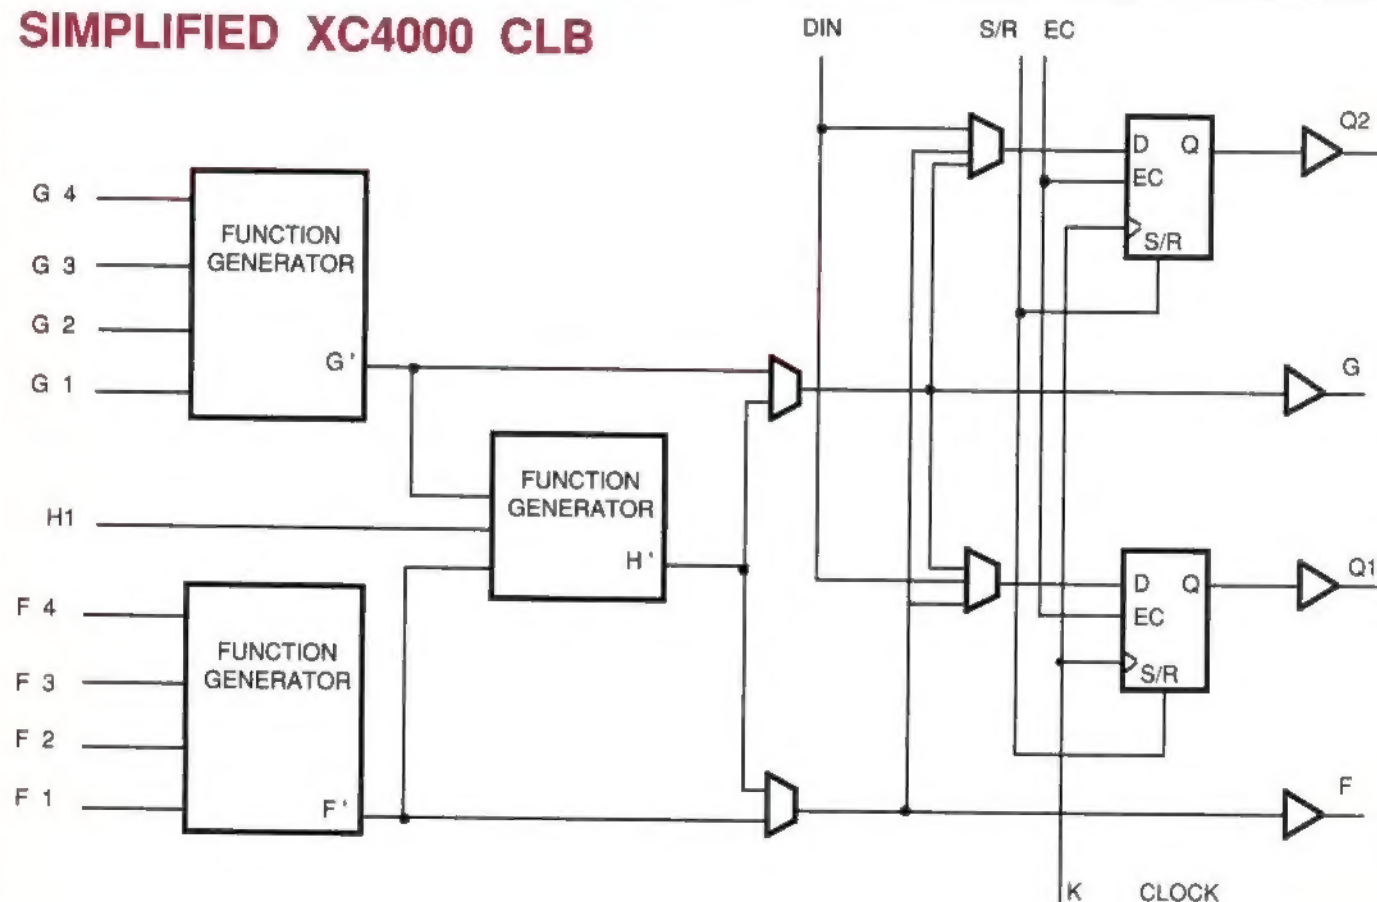 SIMPLIFIED XC4000 CLB
DIN
S/R
EC
Q2
D
Q
EC
S/R
G 4
G 3
G 2
G 1
FUNCTION
GENERATOR
G'
G
H1
FUNCTION
GENERATOR
H'
D
Q
EC
S/R
Q1
F 4
F 3
F 2
F 1
FUNCTION
GENERATOR
F'
F
K
CLOCK